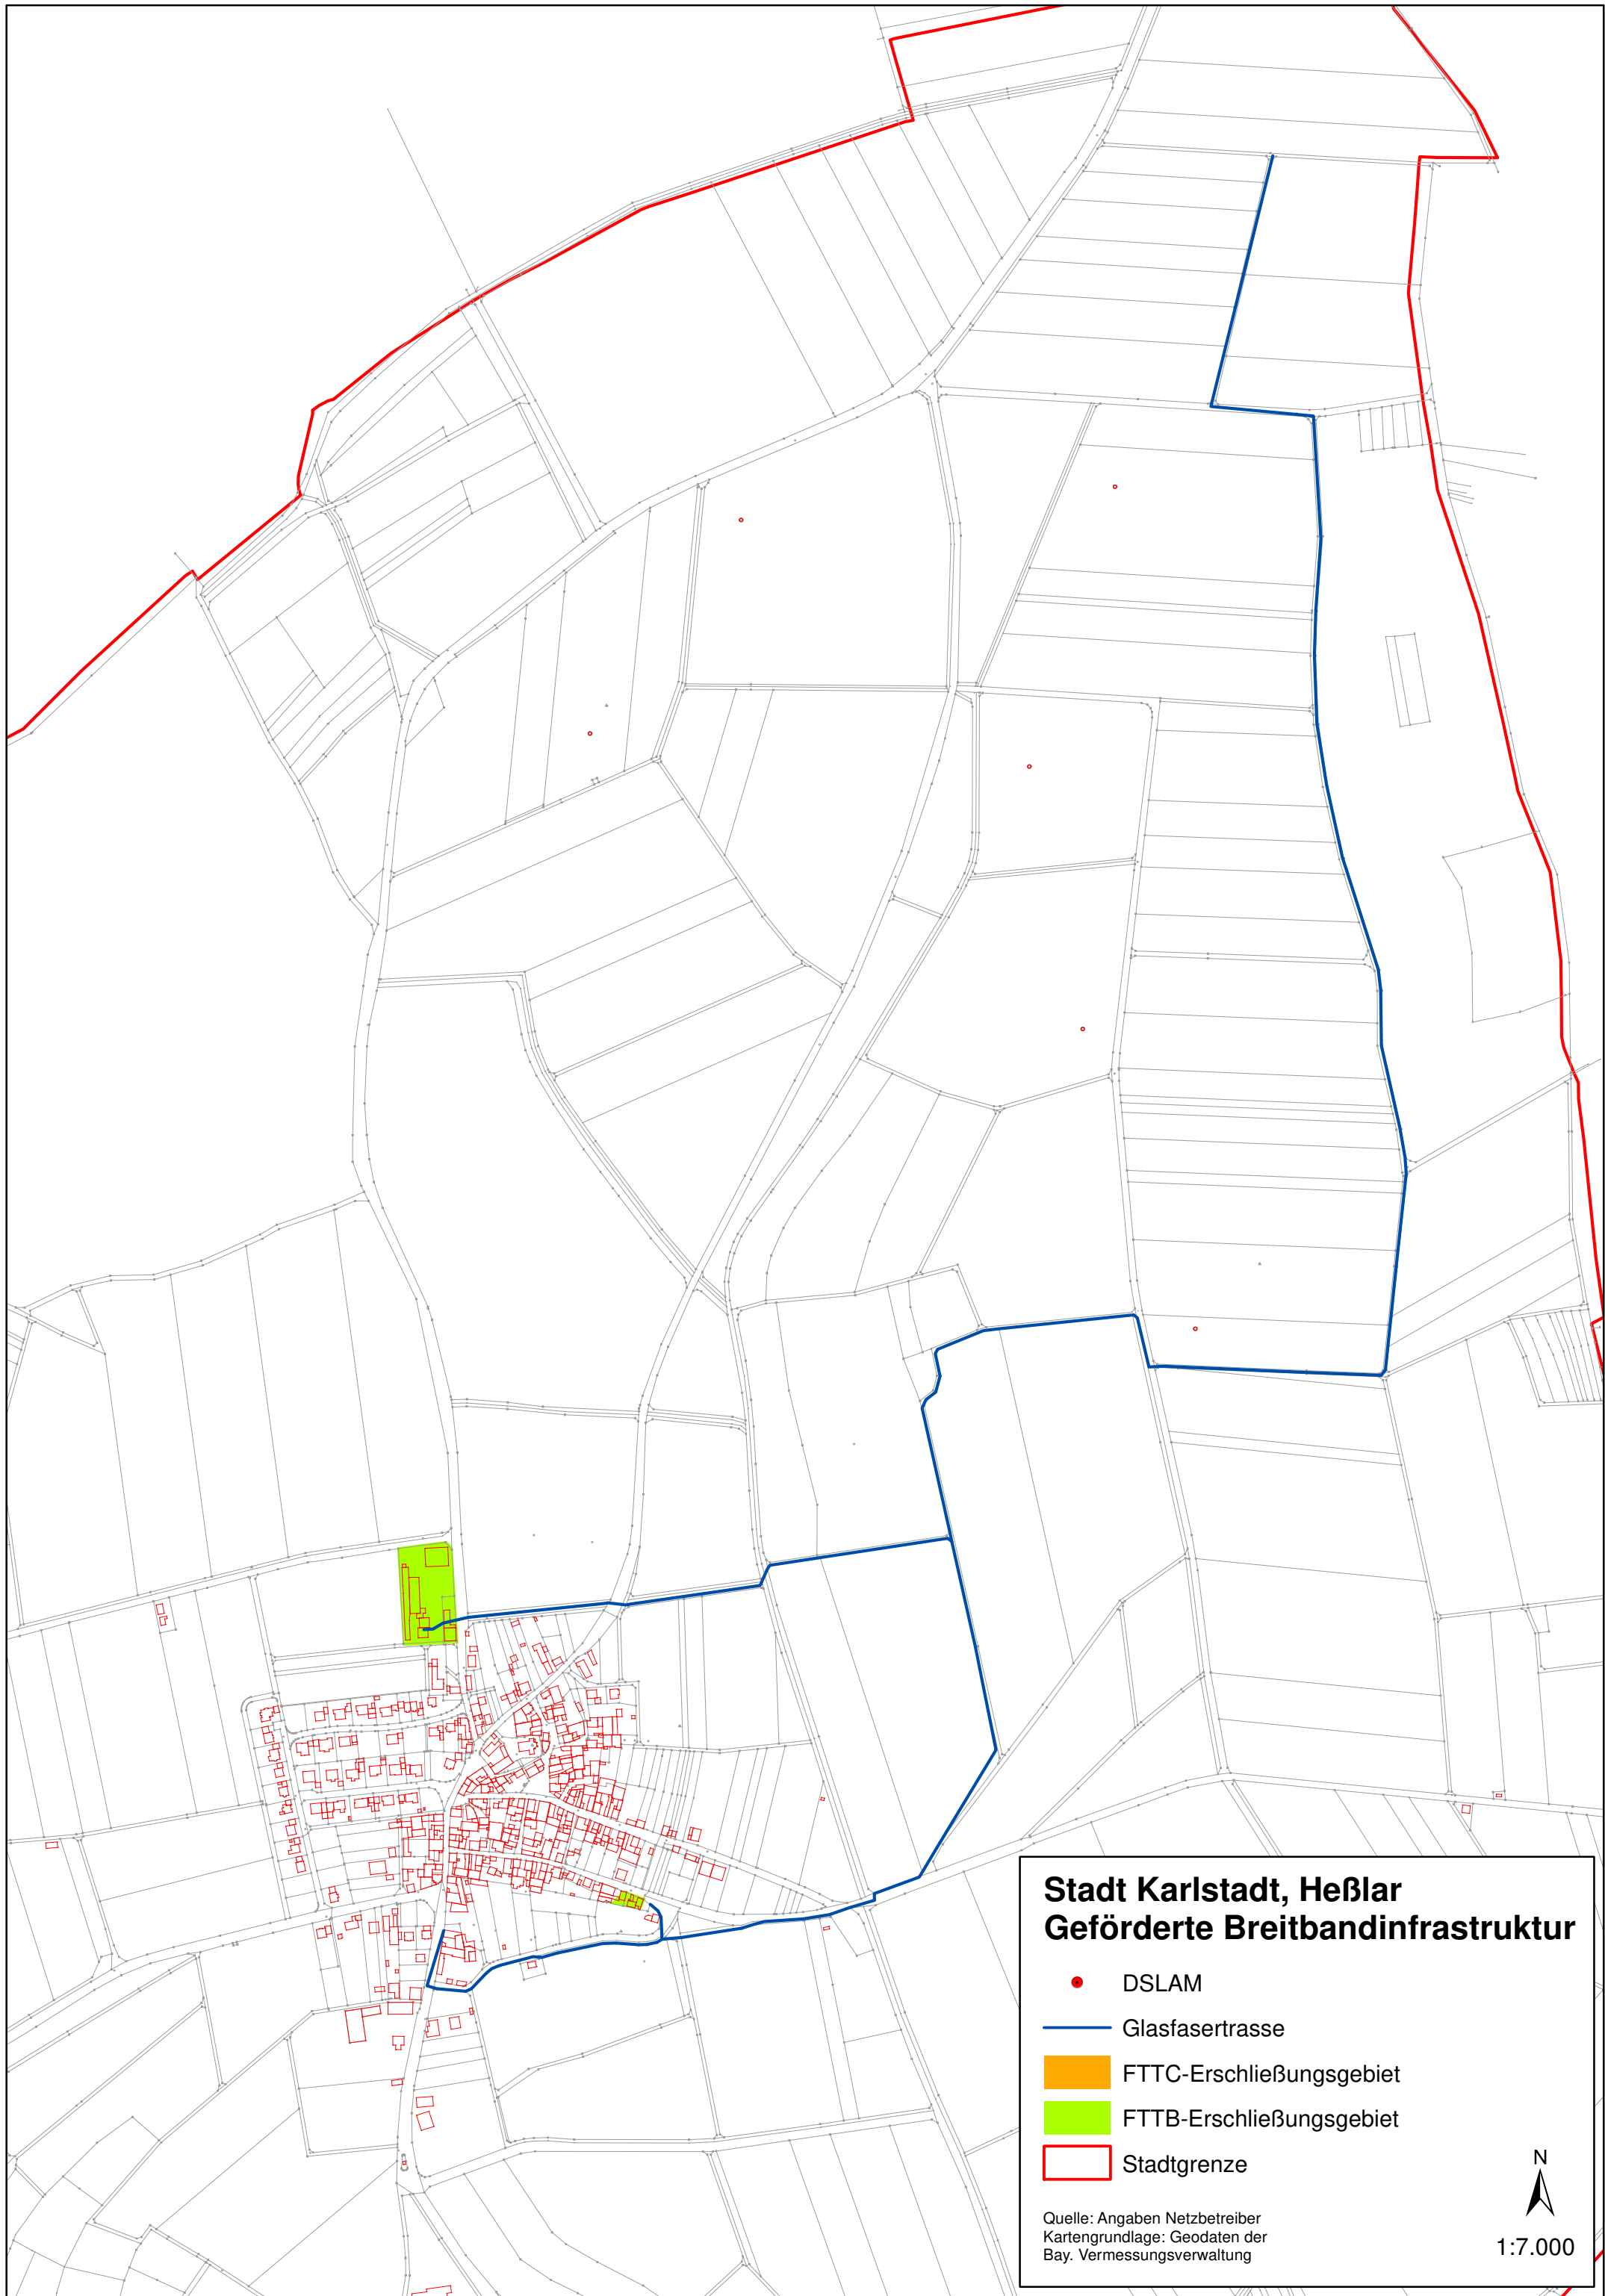 Stadt Karlstadt, Heßlar
Geförderte Breitbandinfrastruktur
DSLAM
Glasfasertrasse
FTTC-Erschließungsgebiet
FTTB-Erschließungsgebiet
Stadtgrenze
Quelle: Angaben Netzbetreiber
Kartengrundlage: Geodaten der
Bay. Vermessungsverwaltung
N
1:7.000